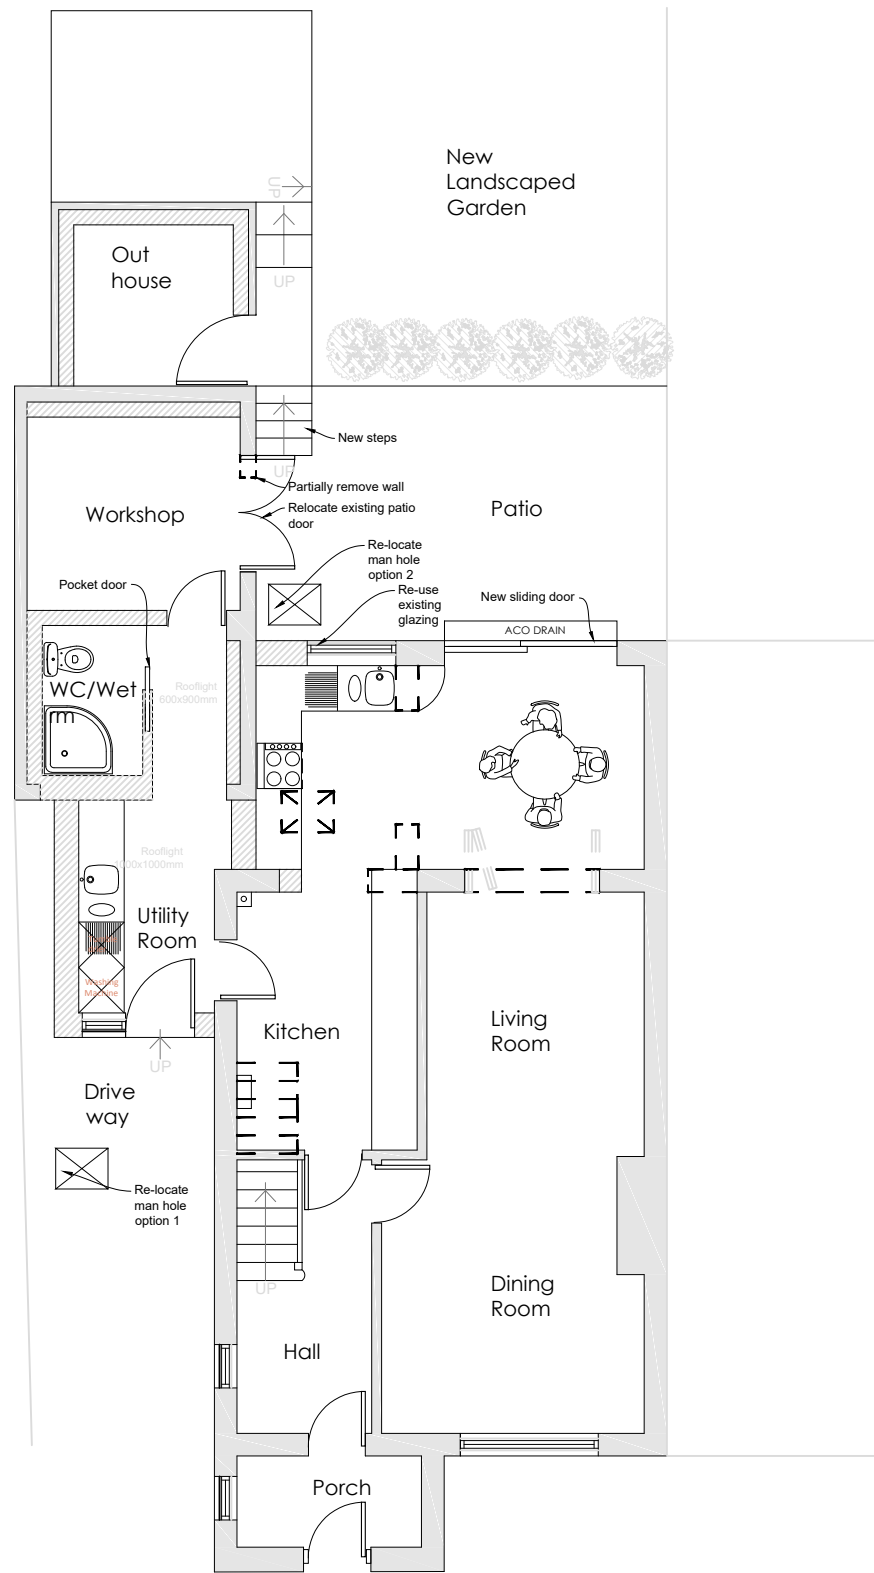 New
Landscaped
Garden
UP
Out
house
UP
New steps
UP
Partially remove wall
Workshop
Relocate existing patio
door
Patio
Re-locate
man hole
option 2
Pocket door
Re-use
existing
glazing
New sliding door
ACO DRAIN
WC/Wet
rm
Rooflight
600x900mm
Rooflight
1000x1000mm
Utility
Room
Washing
Machine
Kitchen
Living
Room
UP
Drive
way
Re-locate
man hole
option 1
UP
Dining
Room
Hall
Porch